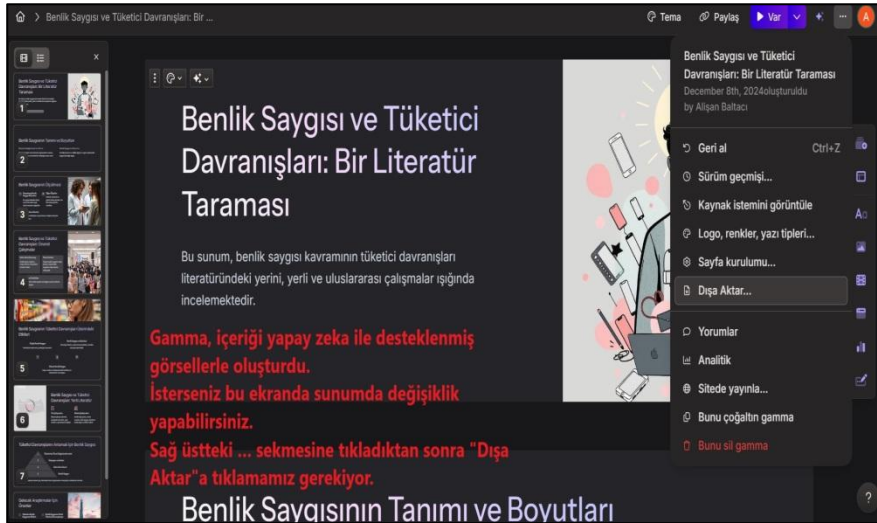 Benlik Saygısı ve Tüketici Davranışları: Bir ...
Tema
Paylaş
Var
A
Benlik Saygısı ve Tüketici
Davranışları: Bir Literatür Taraması
December 8th, 2024oluşturuldu
by Alişan Baltacı
Geri al Ctrl+Z
Sürüm geçmişi...
Kaynak istemini görüntüle
Logo, renkler, yazı tipleri...
Sayfa kurulumu...
Dışa Aktar...
Yorumlar
Analitik
Sitede yayınla...
Bunu çoğaltın gamma
Bunu sil gamma
1
2
3
4
5
6
7
Benlik Saygısı ve Tüketici
Davranışları: Bir Literatür
Taraması
Bu sunum, benlik saygısı kavramının tüketici davranışları
literatüründeki yerini, yerli ve uluslararası çalışmalar ışığında
incelemektedir.
Gamma, içeriği yapay zeka ile desteklenmiş
görsellerle oluşturdu.
İsterseniz bu ekranda sunumda değişiklik
yapabilirsiniz.
Sağ üstteki ... sekmesine tıkladıktan sonra "Dışa
Aktar"a tıklamamız gerekiyor.
Benlik Saygısının Tanımı ve Boyutları
Aa
?